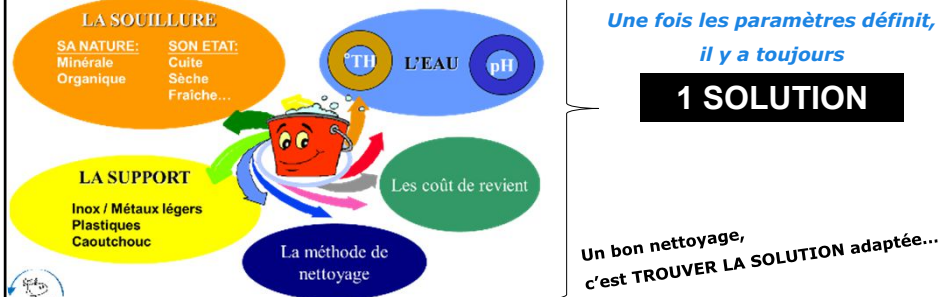 LA SOUILLURE
SA NATURE:
Minérale
Organique
SON ETAT:
Cuite
Sèche
Fraîche...
°TH
L'EAU
pH
LA SUPPORT
Inox / Métaux légers
Plastiques
Caoutchouc
Les coût de revient
La méthode de
nettoyage
Une fois les paramètres définit,
il y a toujours
1 SOLUTION
Un bon nettoyage,
c'est TROUVER LA SOLUTION adaptée...